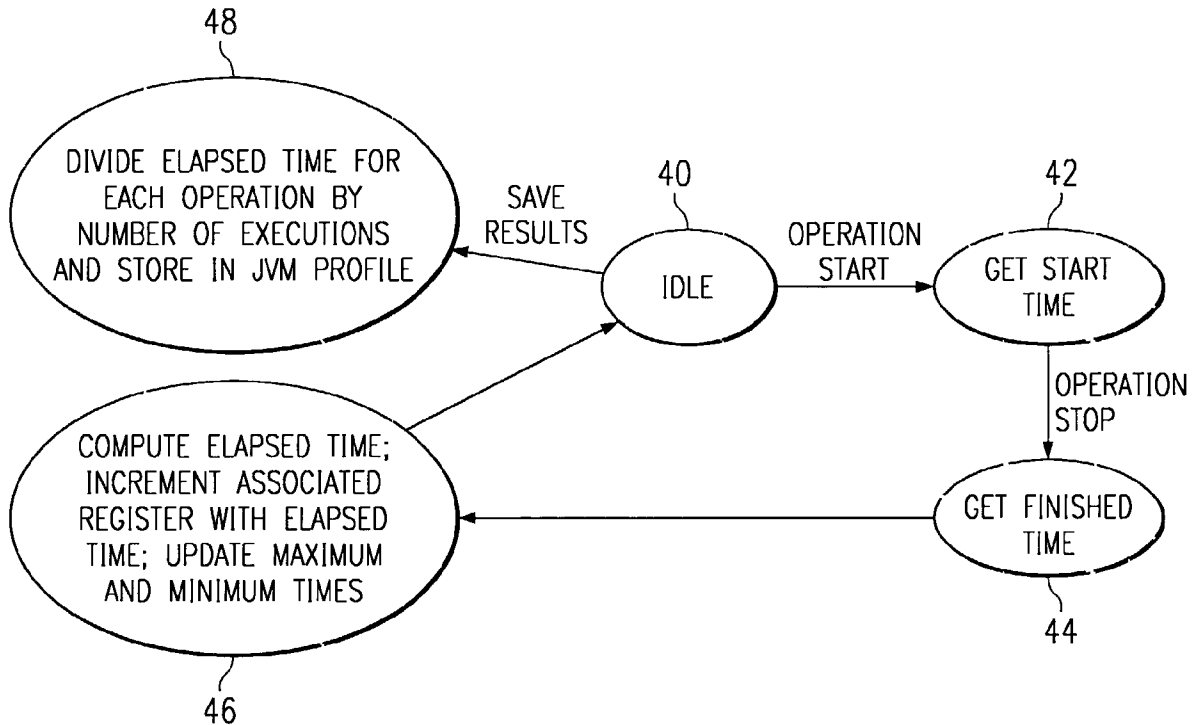 48
DIVIDE ELAPSED TIME FOR
EACH OPERATION BY
NUMBER OF EXECUTIONS
AND STORE IN JVM PROFILE
SAVE
RESULTS
40
IDLE
OPERATION
START
42
GET START
TIME
OPERATION
STOP
COMPUTE ELAPSED TIME;
INCREMENT ASSOCIATED
REGISTER WITH ELAPSED
TIME; UPDATE MAXIMUM
AND MINIMUM TIMES
46
GET FINISHED
TIME
44